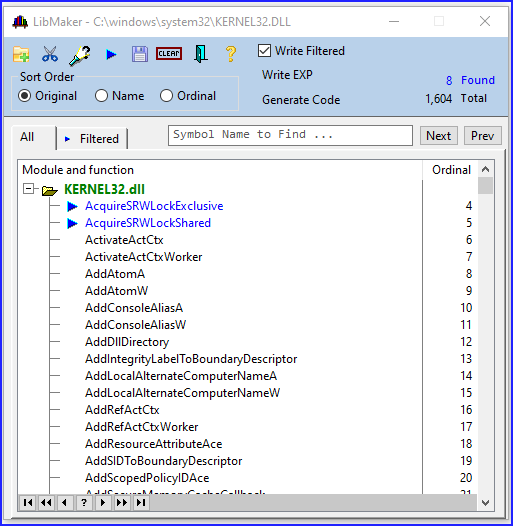 LibMaker - C:\windows\system32\KERNEL32.DLL
CLEAR
?
Write Filtered
Sort Order
Original Name Ordinal
Write EXP 8 Found
Generate Code 1,604 Total
All Filtered Symbol Name to Find ... Next Prev
Module and function Ordinal
KERNEL32.dll
AcquireSRWLockExclusive 4
AcquireSRWLockShared 5
ActivateActCtx 6
ActivateActCtxWorker 7
AddAtomA 8
AddAtomW 9
AddConsoleAliasA 10
AddConsoleAliasW 11
AddDllDirectory 12
AddIntegrityLabelToBoundaryDescriptor 13
AddLocalAlternateComputerNameA 14
AddLocalAlternateComputerNameW 15
AddRefActCtx 16
AddRefActCtxWorker 17
AddResourceAttributeAce 18
AddSIDToBoundaryDescriptor 19
AddScopedPolicyIDAce 20
AddSecureMemoryCacheCallback 21
?